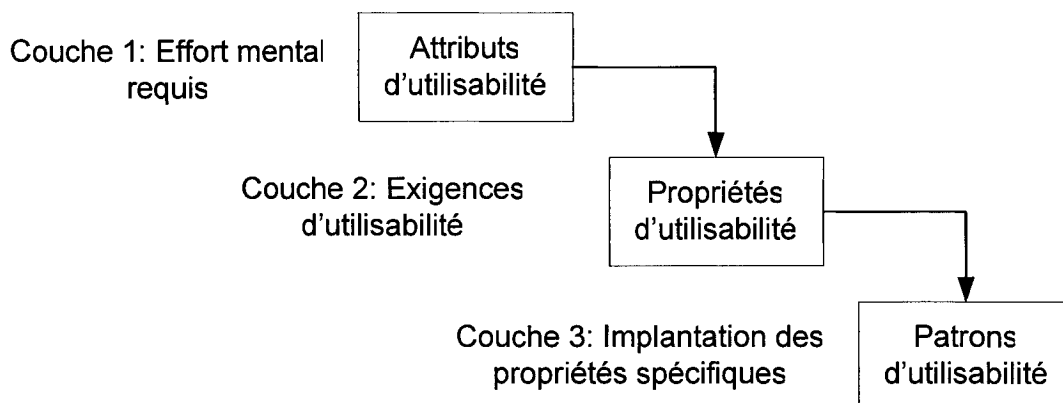 Couche 1: Effort mental
requis
Attributs
d'utilisabilité
Couche 2: Exigences
d'utilisabilité
Propriétés
d'utilisabilité
Couche 3: Implantation des
propriétés spécifiques
Patrons
d'utilisabilité